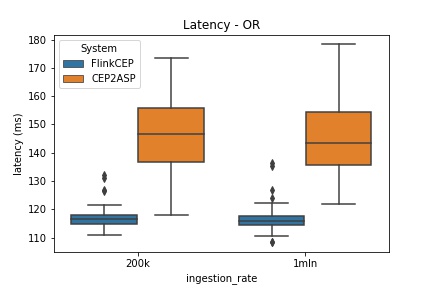 Latency - OR
System
FlinkCEP
CEP2ASP
latency (ms)
180
170
160
150
140
130
120
110
200k
1mln
ingestion_rate